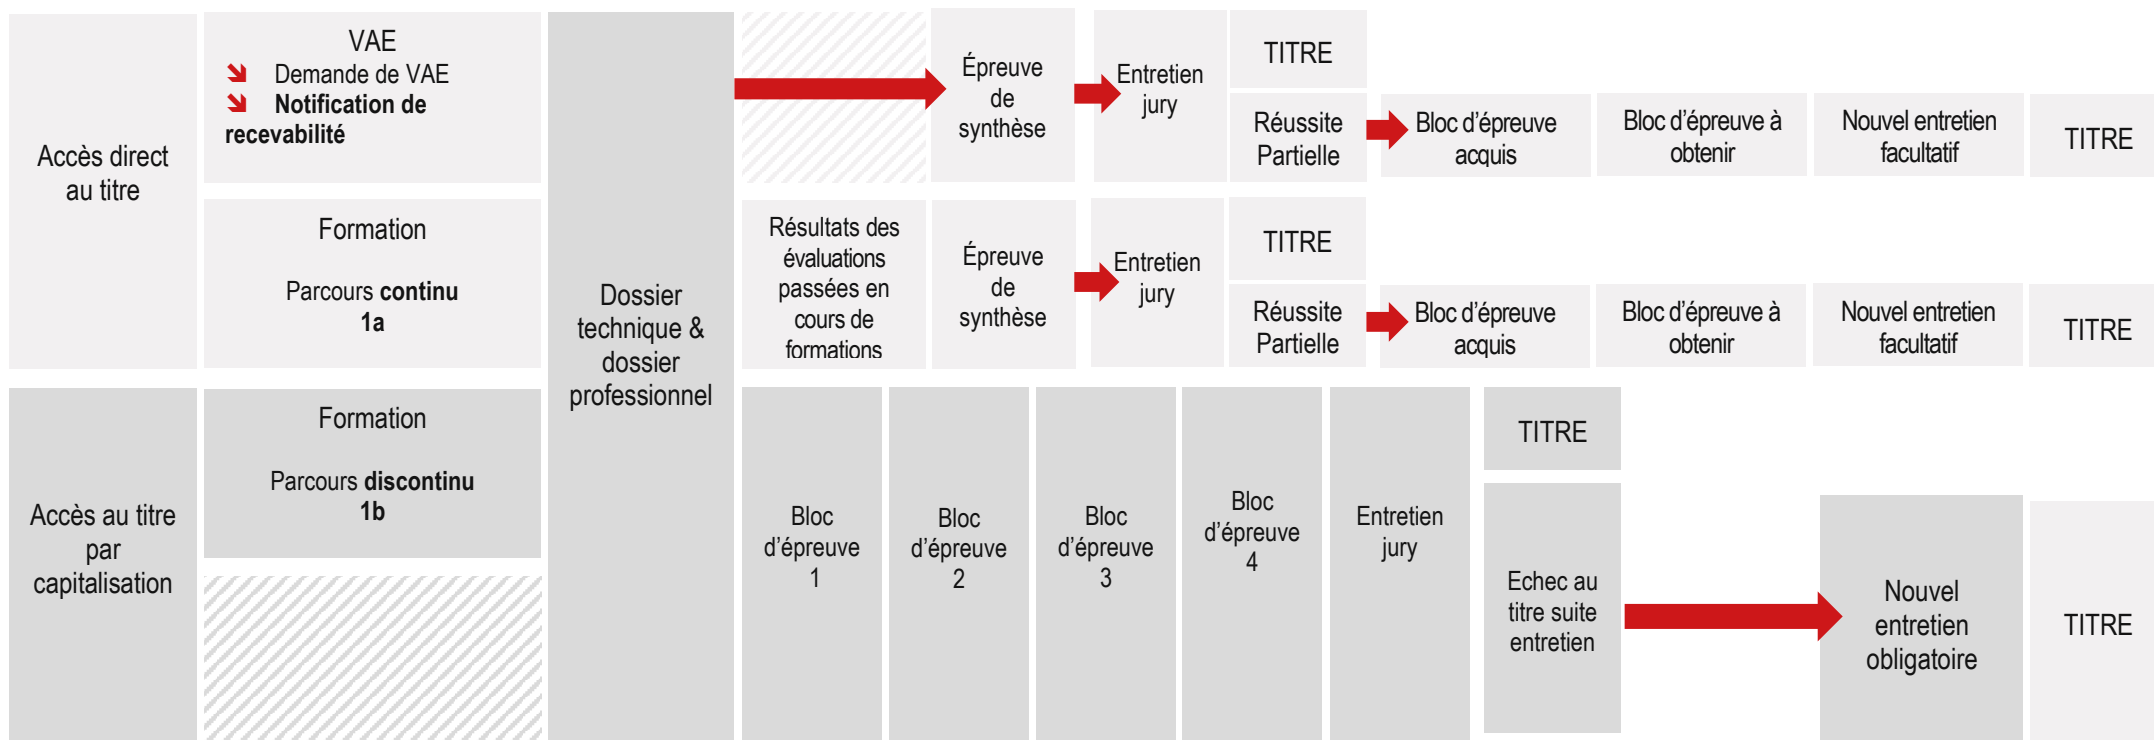 Accès direct
au titre
VAE
Demande de VAE
Notification de
recevabilité
Formation
Parcours continu
1a
Dossier
technique &
dossier
professionnel
Épreuve
de
synthèse
Entretien
jury
TITRE
Réussite
Partielle
Bloc d'épreuve
acquis
Bloc d'épreuve à
obtenir
Nouvel entretien
facultatif
TITRE
Résultats des
évaluations
passées en
cours de
formations
Épreuve
de
synthèse
Entretien
jury
TITRE
Réussite
Partielle
Bloc d'épreuve
acquis
Bloc d'épreuve à
obtenir
Nouvel entretien
facultatif
TITRE
Accès au titre
par
capitalisation
Formation
Parcours discontinu
1b
Bloc
d'épreuve
1
Bloc
d'épreuve
2
Bloc
d'épreuve
3
Bloc
d'épreuve
4
Entretien
jury
TITRE
Echec au
titre suite
entretien
Nouvel
entretien
obligatoire
TITRE